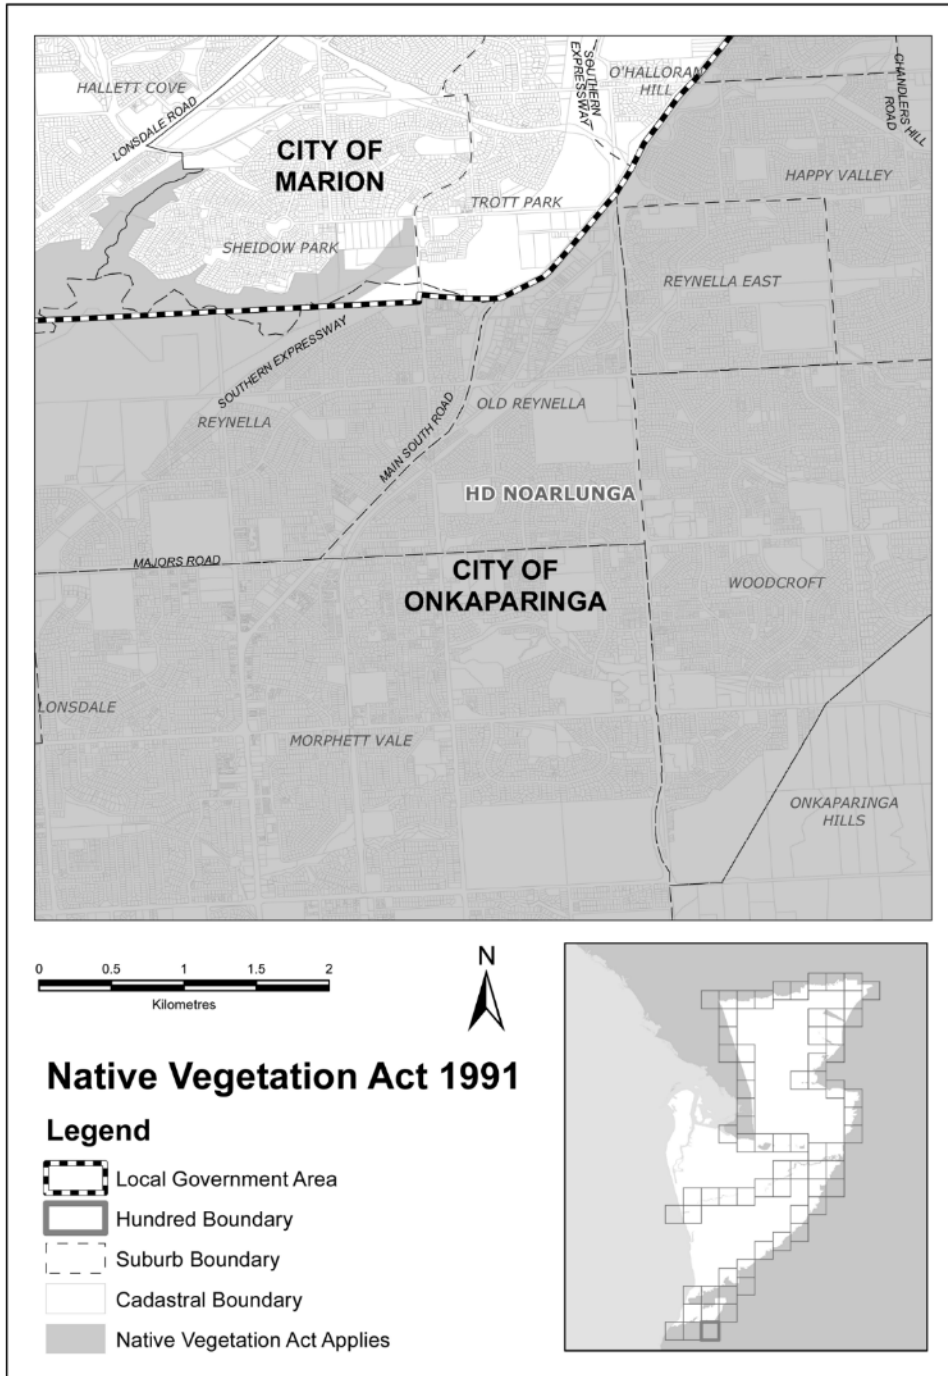 HALLETT COVE
LONSDALE ROAD
CITY OF
MARION
SOUTHERN
EXPRESSWAY
O'HALLORAN
HILL
CHANDLERS HILL
ROAD
HAPPY VALLEY
TROTT PARK
SHEIDOW PARK
REYNELLA EAST
SOUTHERN EXPRESSWAY
REYNELLA
MAIN SOUTH ROAD
OLD REYNELLA
HD NOARLUNGA
MAJORS ROAD
CITY OF
ONKAPARINGA
WOODCROFT
LONSDALE
MORPHETT VALE
ONKAPARINGA
HILLS
0 0.5 1 1.5 2
Kilometres
N
Native Vegetation Act 1991
Legend
Local Government Area
Hundred Boundary
Suburb Boundary
Cadastral Boundary
Native Vegetation Act Applies